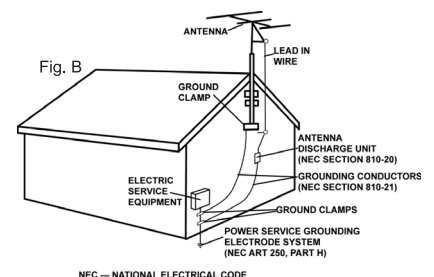 ANTENNA
LEAD IN
WIRE
Fig. B
GROUND
CLAMP
ANTENNA
DISCHARGE UNIT
(NEC SECTION 810-20)
ELECTRIC
SERVICE
EQUIPMENT
GROUNDING CONDUCTORS
(NEC SECTION 810-21)
GROUND CLAMPS
POWER SERVICE GROUNDING
ELECTRODE SYSTEM
(NEC ART 250, PART H)
NEC — NATIONAL ELECTRICAL CODE